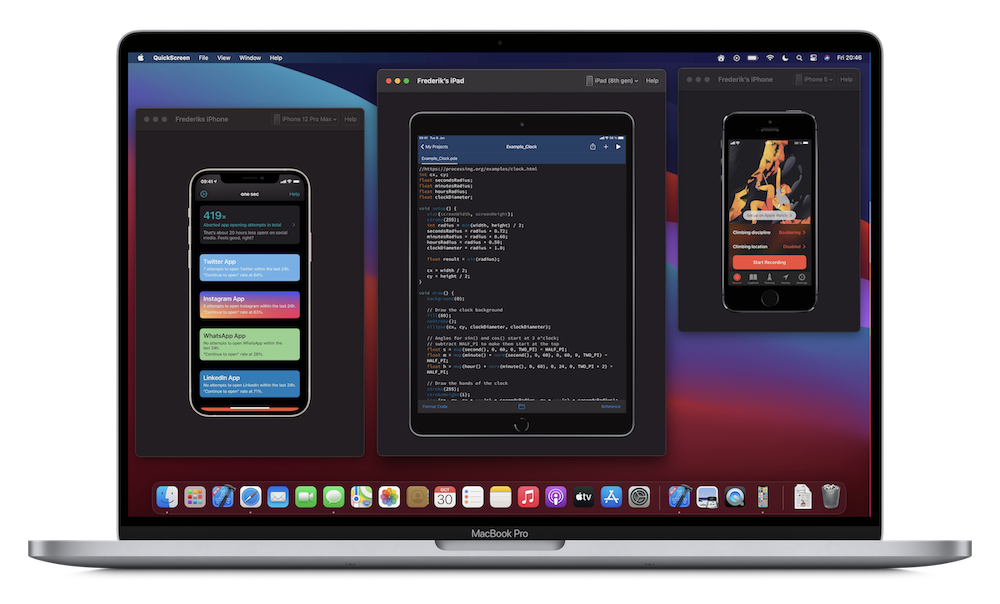 QuickScreen File View Window Help
Fri 20:46
Frederiks iPhone
iPhone 12 Pro Max
Help
09:41
one sec
Help
419x
Aborted app opening attempts in total
That's about 20 hours less spent on social
media. Feels good, right?
Twitter App
7 attempts to open Twitter within the last 24h.
"Continue to open" rate at 64%.
Instagram App
5 attempts to open Instagram within the last 24h.
"Continue to open" rate at 65%.
WhatsApp App
No attempts to open WhatsApp within the
last 24h.
"Continue to open" rate at 28%.
LinkedIn App
No attempts to open LinkedIn within the last 24h.
"Continue to open" rate at 71%.
Frederik's iPad
iPad (8th gen)
Help
09:41 Tue 9. Jan
My Projects
Example_Clock
Example_Clock.pde
//https://processing.org/examples/clock.html
int cx, cy;
float secondsRadius;
float minutesRadius;
float hoursRadius;
float clockDiameter;
void setup() {
size(screenWidth, screenHeight);
stroke(255);
int radius = min(width, height) / 2;
secondsRadius = radius * 0.72;
minutesRadius = radius * 0.60;
hoursRadius = radius * 0.50;
clockDiameter = radius * 1.8;
float result = sin(radius);
cx = width / 2;
cy = height / 2;
}
void draw() {
background(0);
// Draw the clock background
fill(80);
noStroke();
ellipse(cx, cy, clockDiameter, clockDiameter);
// Angles for sin() and cos() start at 3 o'clock;
// subtract HALF_PI to make them start at the top
float s = map(second(), 0, 60, 0, TWO_PI) - HALF_PI;
float m = map(minute() + norm(second(), 0, 60), 0, 60, 0, TWO_PI) -
HALF_PI;
float h = map(hour() + norm(minute(), 0, 60), 0, 24, 0, TWO_PI * 2) -
HALF_PI;
// Draw the hands of the clock
stroke(255);
strokeWeight(1);
Format Code
Reference
Frederik's iPhone
iPhone 5
Help
Set up on Apple Watch
Climbing discipline Bouldering
Climbing location Disabled
Start Recording
OCT
30
tv
MacBook Pro